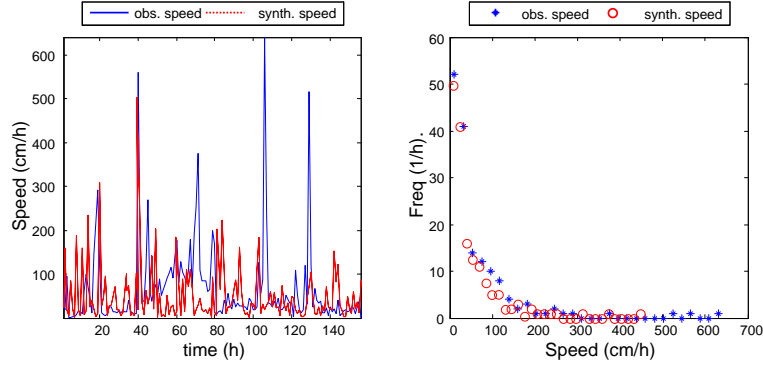 obs. speed synth. speed
600
500
400
300
200
100
20 40 60 80 100 120 140
Speed (cm/h)
time (h)
obs. speed synth. speed
60
50
40
30
20
10
0
0 100 200 300 400 500 600 700
Freq (1/h).
Speed (cm/h)